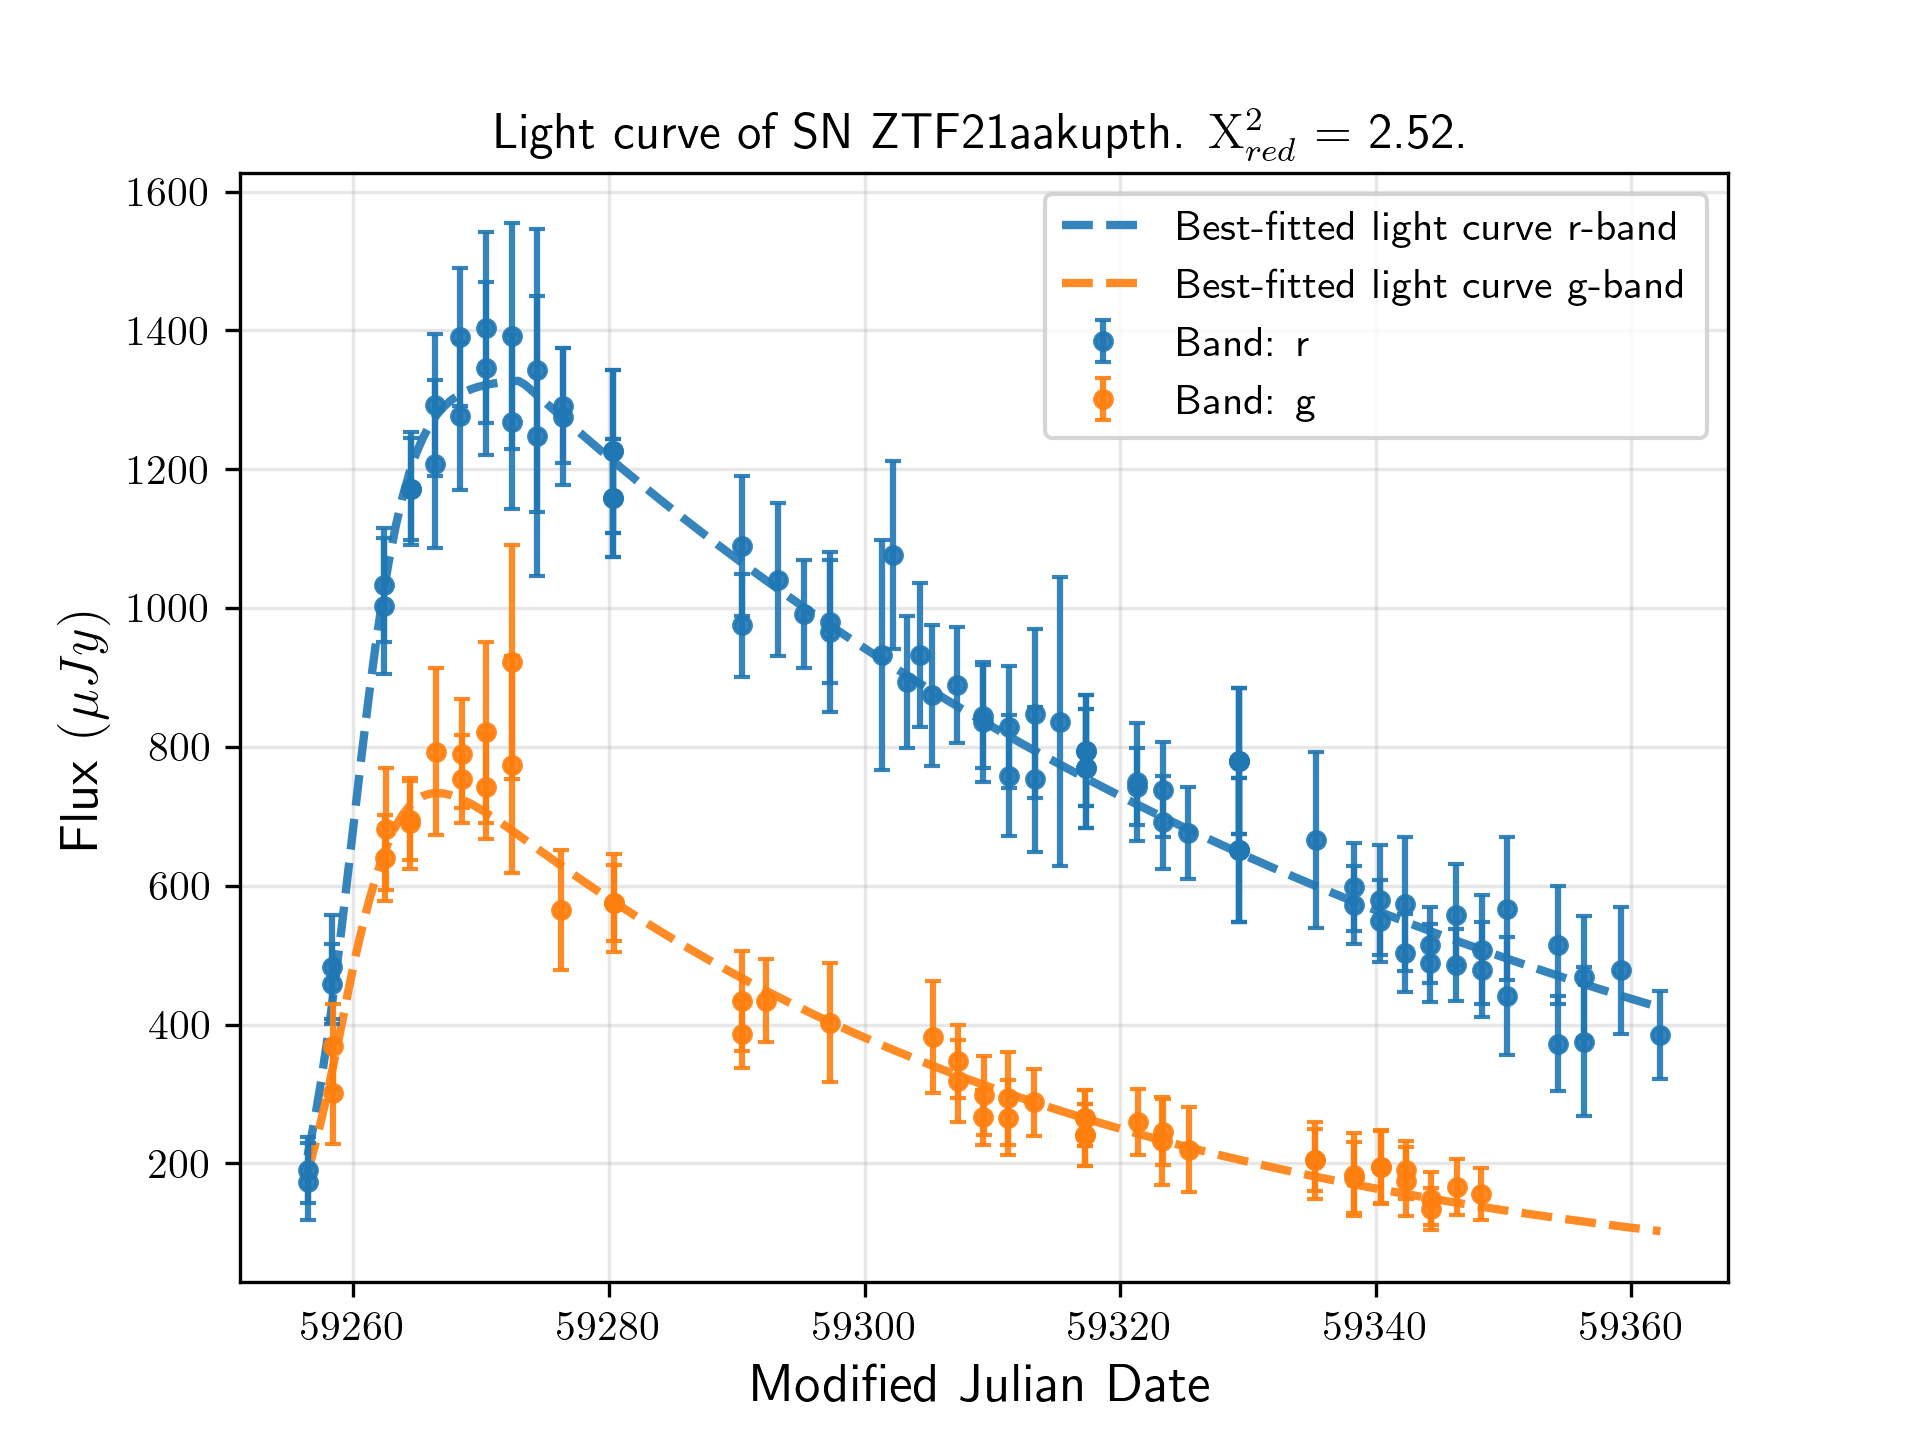 Light curve of SN ZTF21aakupth. X²red = 2.52.
1600
1400
1200
1000
800
600
400
200
Flux (μJy)
59260 59280 59300 59320 59340 59360
Modified Julian Date
Best-fitted light curve r-band
Best-fitted light curve g-band
Band: r
Band: g